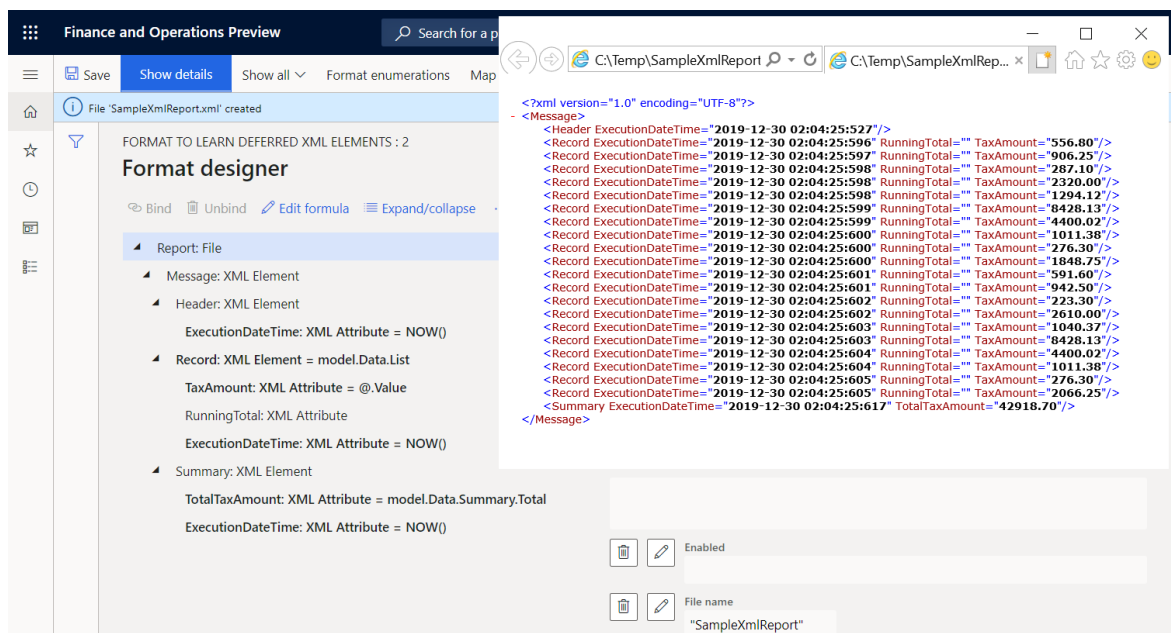 Finance and Operations Preview
Search for a p
Save
Show details
Show all
Format enumerations
Map
File 'SampleXmlReport.xml' created
FORMAT TO LEARN DEFERRED XML ELEMENTS : 2
Format designer
Bind
Unbind
Edit formula
Expand/collapse
Report: File
Message: XML Element
Header: XML Element
ExecutionDateTime: XML Attribute = NOW()
Record: XML Element = model.Data.List
TaxAmount: XML Attribute = @.Value
RunningTotal: XML Attribute
ExecutionDateTime: XML Attribute = NOW()
Summary: XML Element
TotalTaxAmount: XML Attribute = model.Data.Summary.Total
ExecutionDateTime: XML Attribute = NOW()
C:\Temp\SampleXmlReport
C:\Temp\SampleXmlRep...
<?xml version="1.0" encoding="UTF-8"?>
- <Message>
<Header ExecutionDateTime="2019-12-30 02:04:25:527"/>
<Record ExecutionDateTime="2019-12-30 02:04:25:596" RunningTotal="" TaxAmount="556.80"/>
<Record ExecutionDateTime="2019-12-30 02:04:25:597" RunningTotal="" TaxAmount="906.25"/>
<Record ExecutionDateTime="2019-12-30 02:04:25:598" RunningTotal="" TaxAmount="287.10"/>
<Record ExecutionDateTime="2019-12-30 02:04:25:598" RunningTotal="" TaxAmount="2320.00"/>
<Record ExecutionDateTime="2019-12-30 02:04:25:598" RunningTotal="" TaxAmount="1294.12"/>
<Record ExecutionDateTime="2019-12-30 02:04:25:599" RunningTotal="" TaxAmount="8428.13"/>
<Record ExecutionDateTime="2019-12-30 02:04:25:599" RunningTotal="" TaxAmount="4400.02"/>
<Record ExecutionDateTime="2019-12-30 02:04:25:600" RunningTotal="" TaxAmount="1011.38"/>
<Record ExecutionDateTime="2019-12-30 02:04:25:600" RunningTotal="" TaxAmount="276.30"/>
<Record ExecutionDateTime="2019-12-30 02:04:25:600" RunningTotal="" TaxAmount="1848.75"/>
<Record ExecutionDateTime="2019-12-30 02:04:25:601" RunningTotal="" TaxAmount="591.60"/>
<Record ExecutionDateTime="2019-12-30 02:04:25:601" RunningTotal="" TaxAmount="942.50"/>
<Record ExecutionDateTime="2019-12-30 02:04:25:602" RunningTotal="" TaxAmount="223.30"/>
<Record ExecutionDateTime="2019-12-30 02:04:25:602" RunningTotal="" TaxAmount="2610.00"/>
<Record ExecutionDateTime="2019-12-30 02:04:25:603" RunningTotal="" TaxAmount="1040.37"/>
<Record ExecutionDateTime="2019-12-30 02:04:25:603" RunningTotal="" TaxAmount="8428.13"/>
<Record ExecutionDateTime="2019-12-30 02:04:25:604" RunningTotal="" TaxAmount="4400.02"/>
<Record ExecutionDateTime="2019-12-30 02:04:25:604" RunningTotal="" TaxAmount="1011.38"/>
<Record ExecutionDateTime="2019-12-30 02:04:25:605" RunningTotal="" TaxAmount="276.30"/>
<Record ExecutionDateTime="2019-12-30 02:04:25:605" RunningTotal="" TaxAmount="2066.25"/>
<Summary ExecutionDateTime="2019-12-30 02:04:25:617" TotalTaxAmount="42918.70"/>
</Message>
Enabled
File name
"SampleXmlReport"